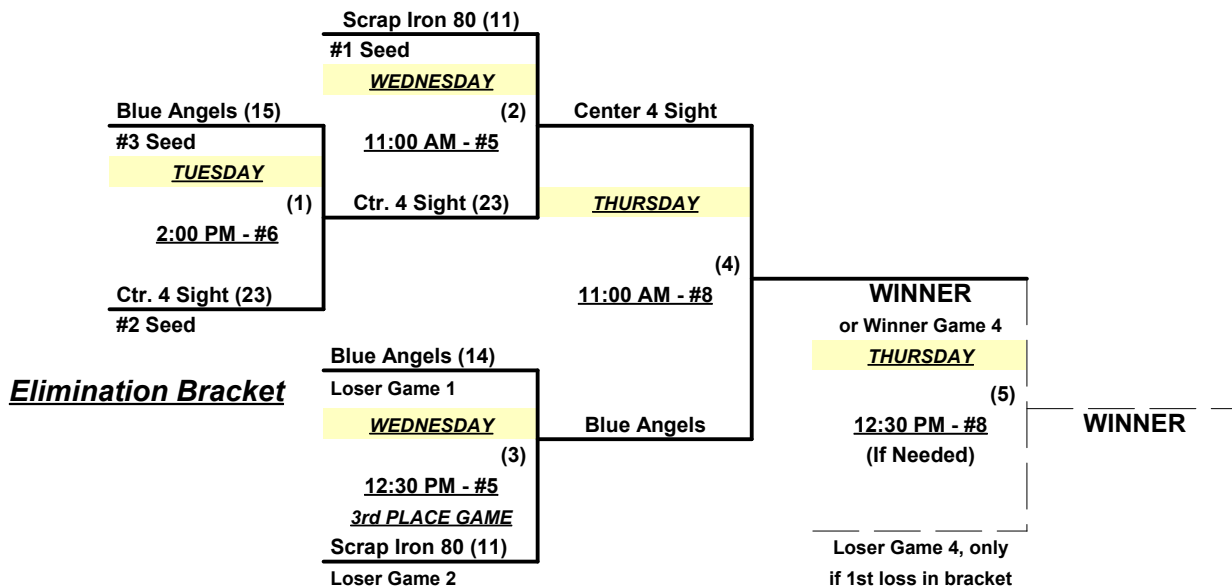 Scrap Iron 80 (11)
#1 Seed
WEDNESDAY
(2)
11:00 AM - #5
Blue Angels (15)
#3 Seed
TUESDAY
(1)
2:00 PM - #6
Ctr. 4 Sight (23)
#2 Seed
Ctr. 4 Sight (23)
Center 4 Sight
THURSDAY
(4)
11:00 AM - #8
WINNER
or Winner Game 4
THURSDAY
(5)
12:30 PM - #8
(If Needed)
WINNER
Loser Game 4, only
if 1st loss in bracket
Elimination Bracket
Blue Angels (14)
Loser Game 1
WEDNESDAY
(3)
12:30 PM - #5
3rd PLACE GAME
Scrap Iron 80 (11)
Loser Game 2
Blue Angels